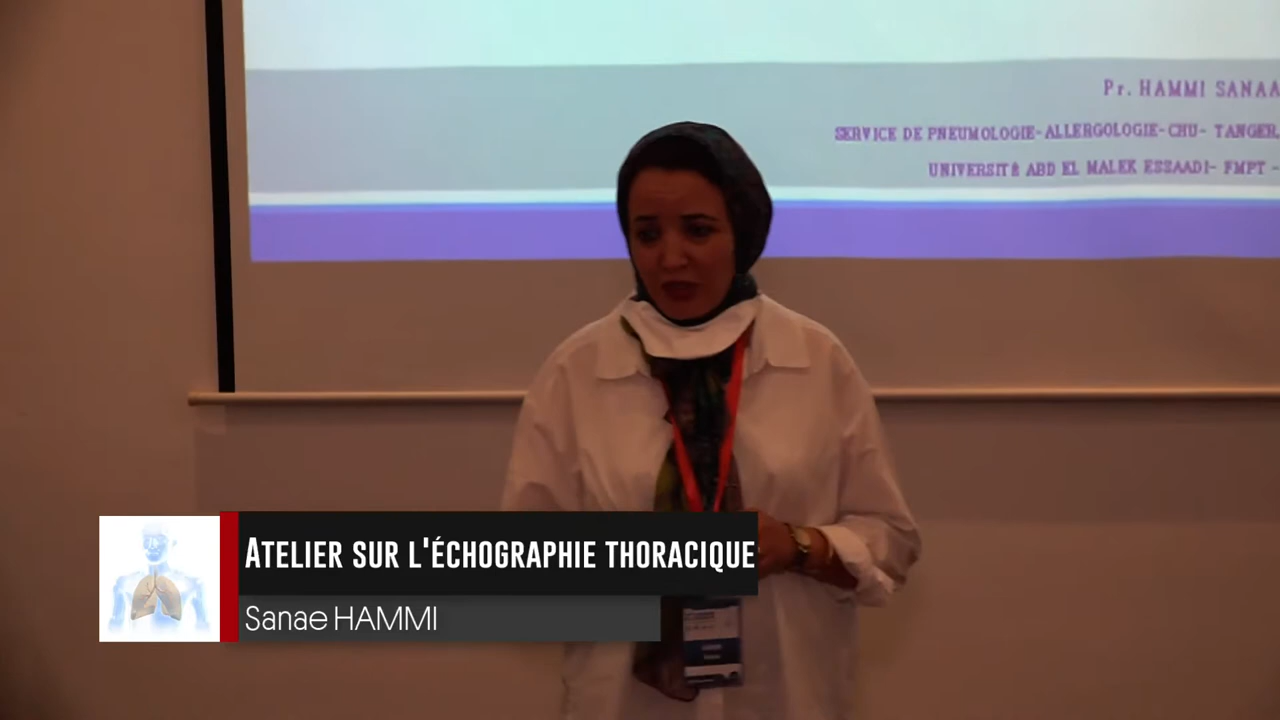 Pr. HAMMI SANAA
SERVICE DE PNEUMOLOGIE-ALLERGOLOGIE-CHU- TANGER,
UNIVERSITÉ ABD EL MALEK ESSAADI- FMPT -
ATELIER SUR L'ÉCHOGRAPHIE THORACIQUE
Sanae HAMMI